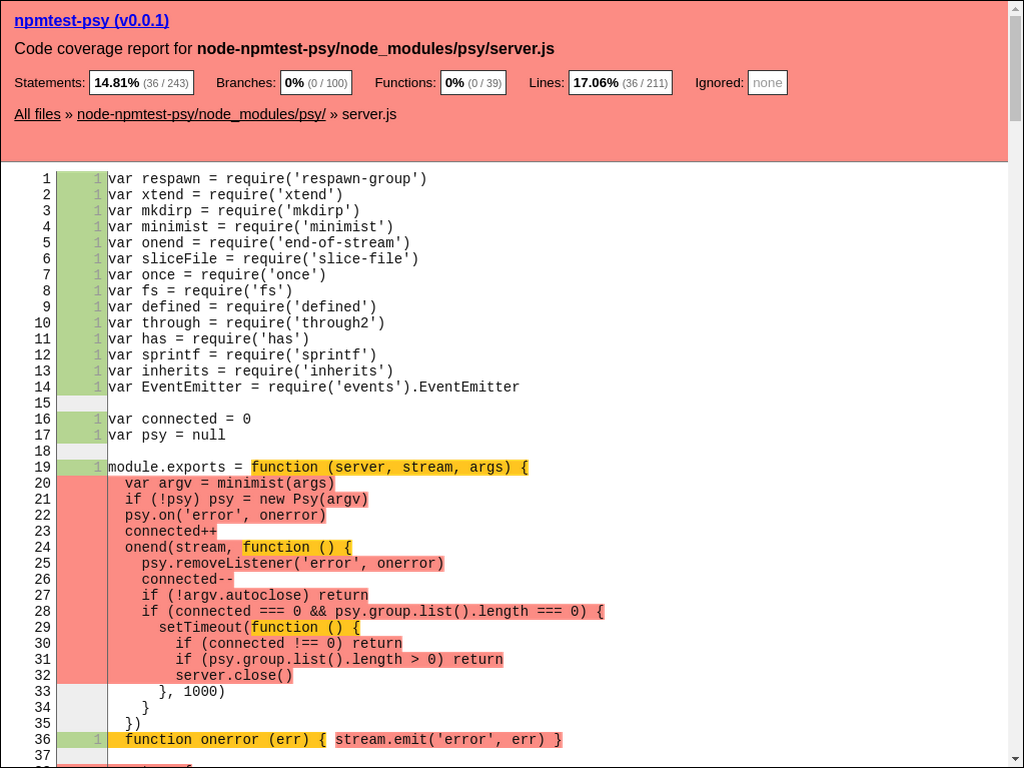 npmtest-psy (v0.0.1)
Code coverage report for node-npmtest-psy/node_modules/psy/server.js
Statements: 14.81% (36 / 243) Branches: 0% (0 / 100) Functions: 0% (0 / 39) Lines: 17.06% (36 / 211) Ignored: none
All files » node-npmtest-psy/node_modules/psy/ » server.js
1 1 var respawn = require('respawn-group')
2 1 var xtend = require('xtend')
3 1 var mkdirp = require('mkdirp')
4 1 var minimist = require('minimist')
5 1 var onend = require('end-of-stream')
6 1 var sliceFile = require('slice-file')
7 1 var once = require('once')
8 1 var fs = require('fs')
9 1 var defined = require('defined')
10 1 var through = require('through2')
11 1 var has = require('has')
12 1 var sprintf = require('sprintf')
13 1 var inherits = require('inherits')
14 1 var EventEmitter = require('events').EventEmitter
15
16 1 var connected = 0
17 1 var psy = null
18
19 1 module.exports = function (server, stream, args) {
20 var argv = minimist(args)
21 if (!psy) psy = new Psy(argv)
22 psy.on('error', onerror)
23 connected++
24 onend(stream, function () {
25 psy.removeListener('error', onerror)
26 connected--
27 if (!argv.autoclose) return
28 if (connected === 0 && psy.group.list().length === 0) {
29 setTimeout(function () {
30 if (connected !== 0) return
31 if (psy.group.list().length > 0) return
32 server.close()
33 }, 1000)
34 }
35 })
36 1 function onerror (err) { stream.emit('error', err) }
37